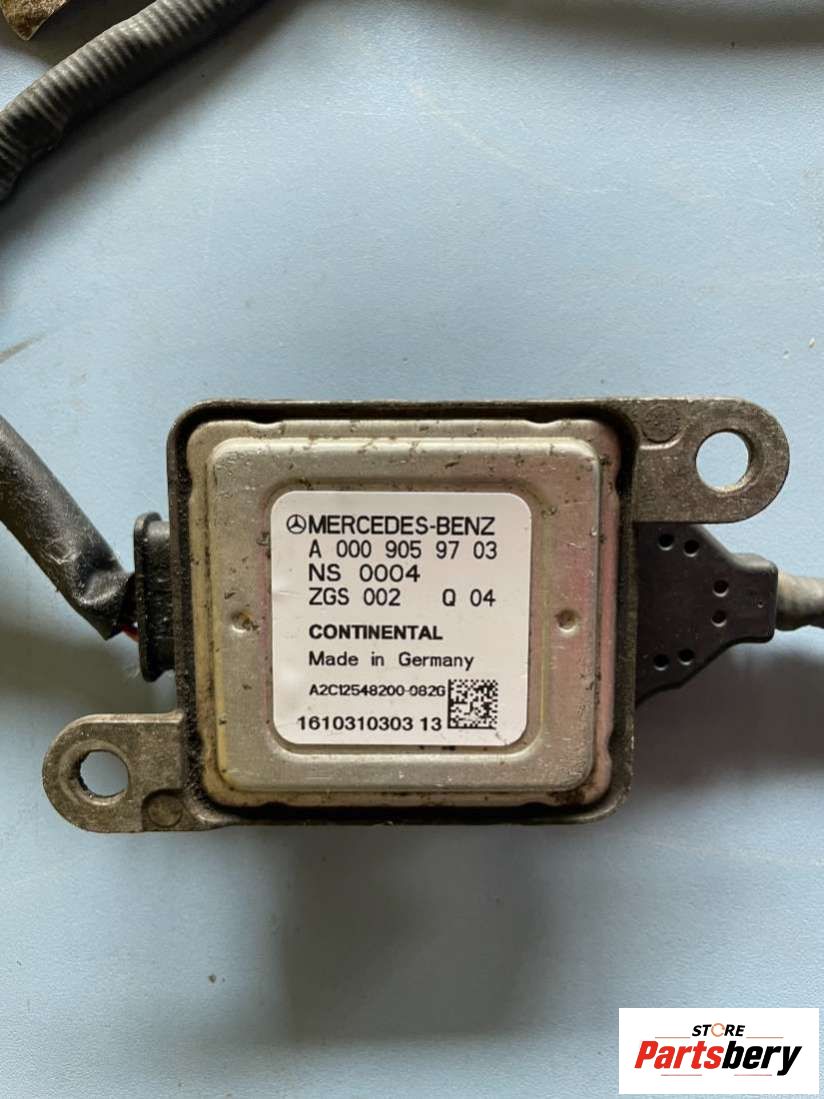 MERCEDES-BENZ
A 000 905 97 03
NS 0004
ZGS 002 Q 04
CONTINENTAL
Made in Germany
A2C12548200-082G
1610310303 13
STORE
Partsbery